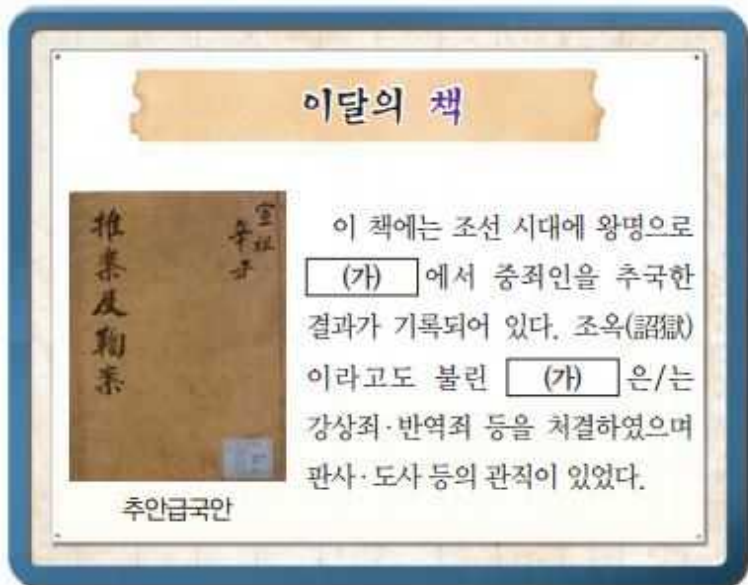 이달의 책
推案及鞫案
宣祖
辛丑
이 책에는 조선 시대에 왕명으로
(가) 에서 중죄인을 추국한
결과가 기록되어 있다. 조옥(詔獄)
이라고도 불린 (가) 은/는
강상죄·반역죄 등을 처결하였으며
판사·도사 등의 관직이 있었다.
추안급국안